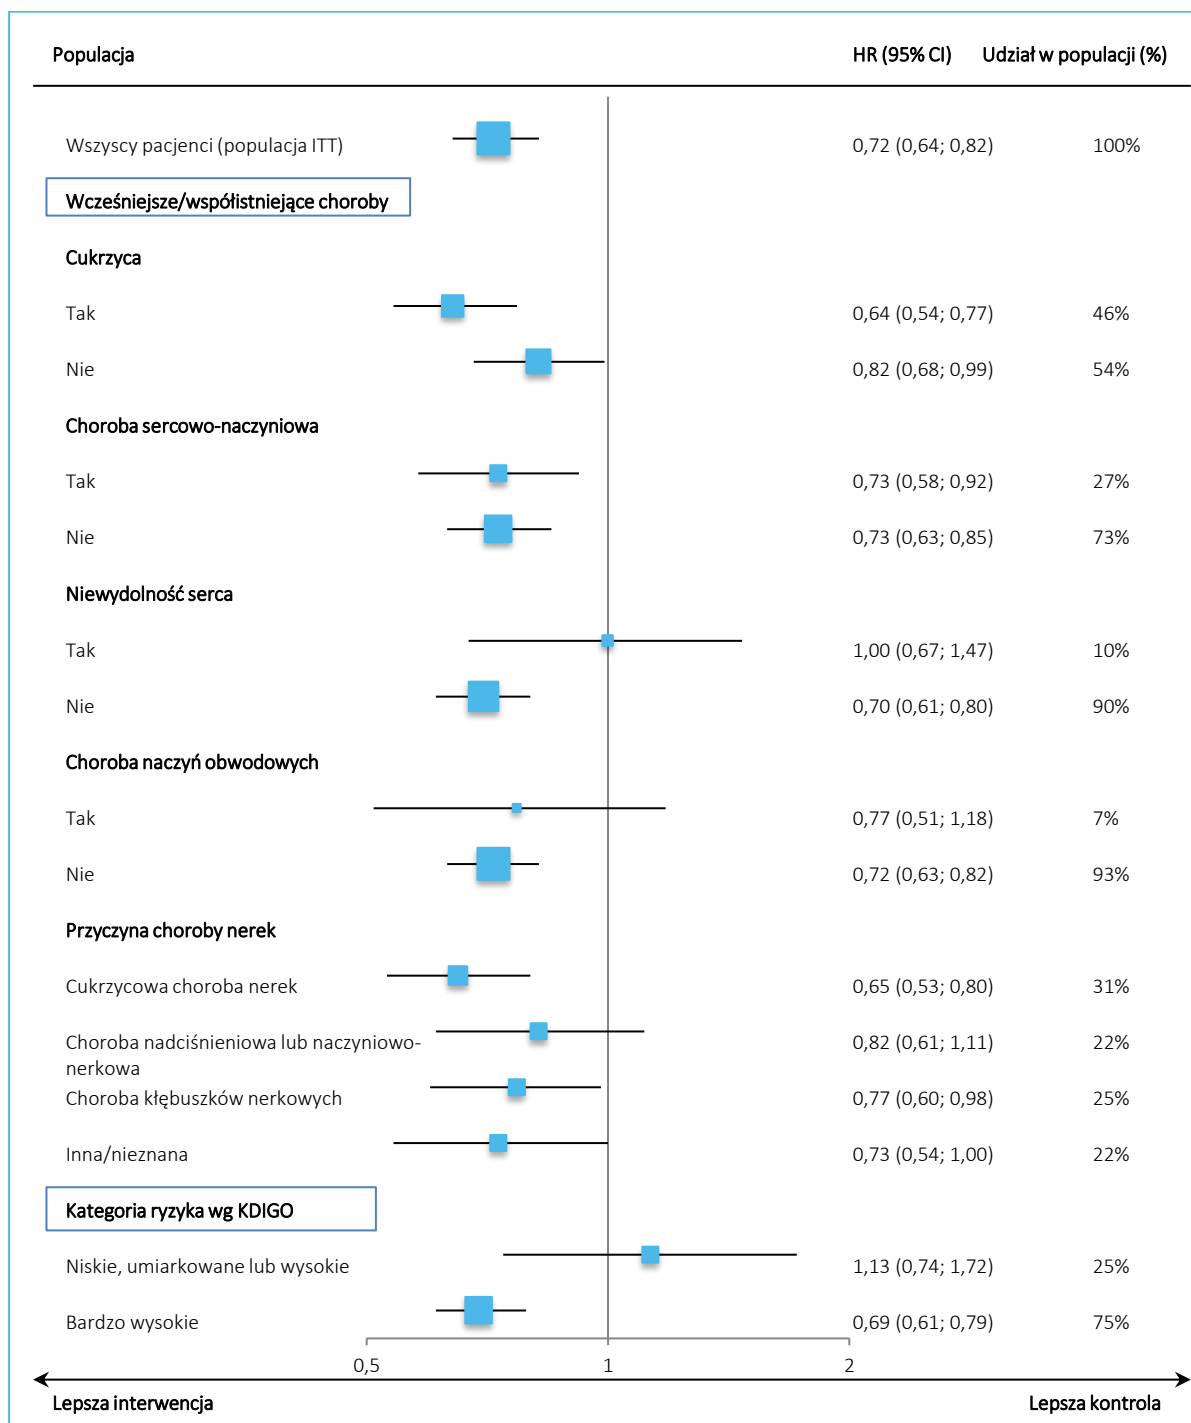 Populacja HR (95% CI) Udział w populacji (%)
Wszyscy pacjenci (populacja ITT) 0,72 (0,64; 0,82) 100%
Wcześniejsze/współistniejące choroby
Cukrzyca
Tak 0,64 (0,54; 0,77) 46%
Nie 0,82 (0,68; 0,99) 54%
Choroba sercowo-naczyniowa
Tak 0,73 (0,58; 0,92) 27%
Nie 0,73 (0,63; 0,85) 73%
Niewydolność serca
Tak 1,00 (0,67; 1,47) 10%
Nie 0,70 (0,61; 0,80) 90%
Choroba naczyń obwodowych
Tak 0,77 (0,51; 1,18) 7%
Nie 0,72 (0,63; 0,82) 93%
Przyczyna choroby nerek
Cukrzycowa choroba nerek 0,65 (0,53; 0,80) 31%
Choroba nadciśnieniowa lub naczyniowo- 0,82 (0,61; 1,11) 22%
nerkowa
Choroba kłębuszków nerkowych 0,77 (0,60; 0,98) 25%
Inna/nieznana 0,73 (0,54; 1,00) 22%
Kategoria ryzyka wg KDIGO
Niskie, umiarkowane lub wysokie 1,13 (0,74; 1,72) 25%
Bardzo wysokie 0,69 (0,61; 0,79) 75%
0,5 1 2
Lepsza interwencja Lepsza kontrola